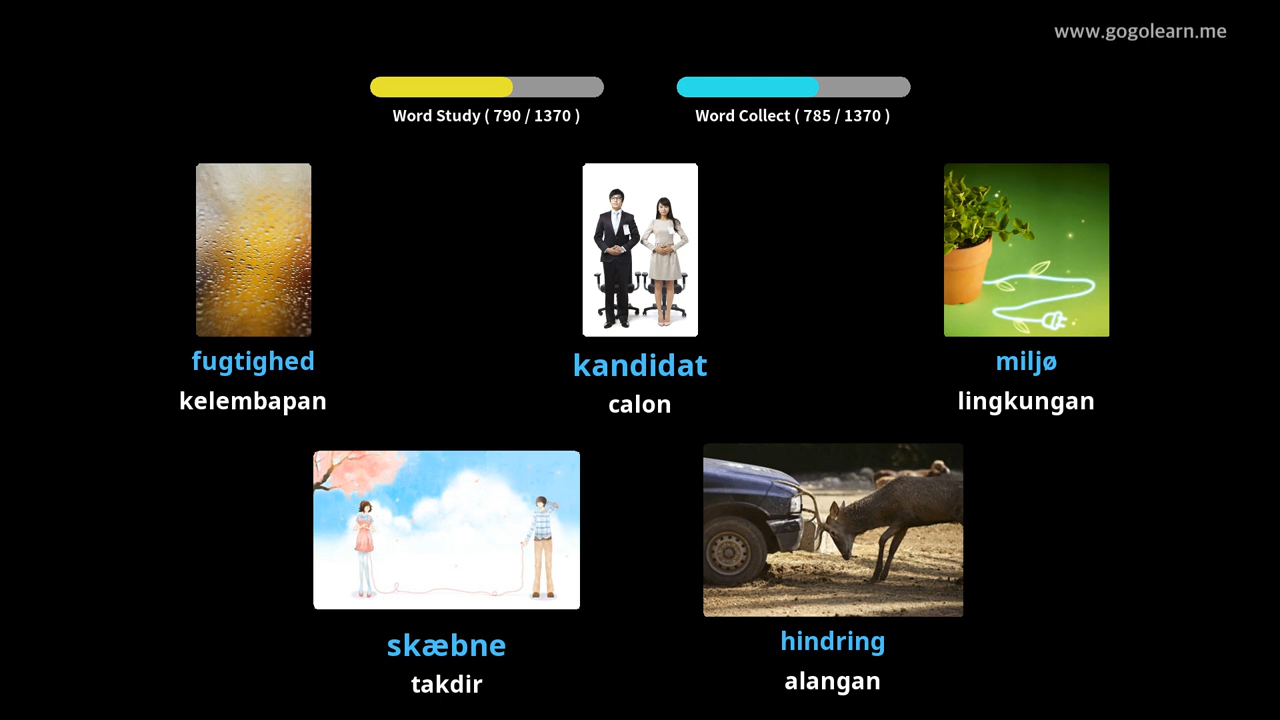 www.gogolearn.me
Word Study ( 790 / 1370 )
Word Collect ( 785 / 1370 )
fugtighed
kelembapan
kandidat
calon
miljø
lingkungan
skæbne
takdir
hindring
alangan